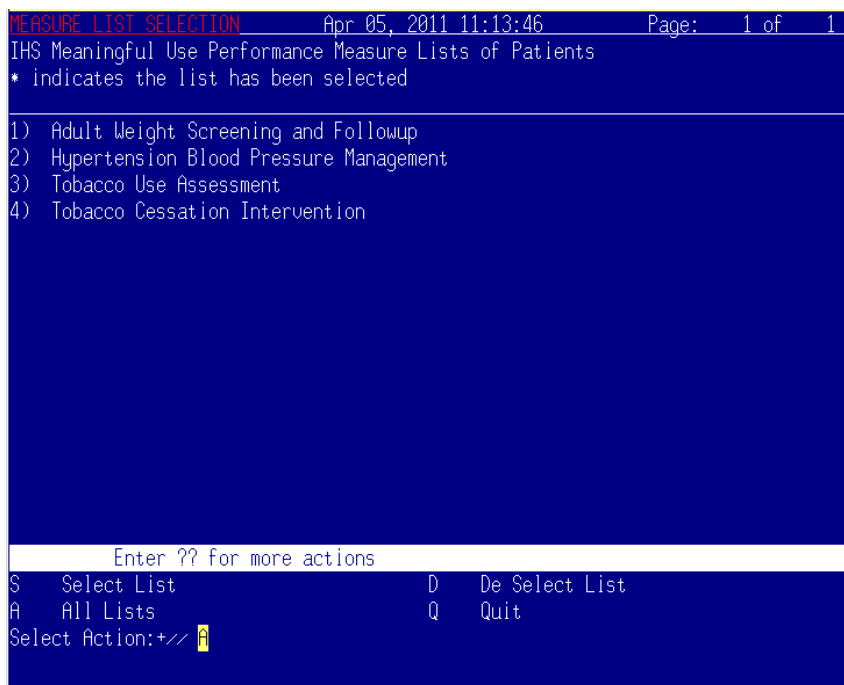 MEASURE LIST SELECTION Apr 05, 2011 11:13:46 Page: 1 of 1
IHS Meaningful Use Performance Measure Lists of Patients
* indicates the list has been selected
1) Adult Weight Screening and Followup
2) Hypertension Blood Pressure Management
3) Tobacco Use Assessment
4) Tobacco Cessation Intervention
Enter ?? for more actions
S Select List D De Select List
A All Lists Q Quit
Select Action:+// A